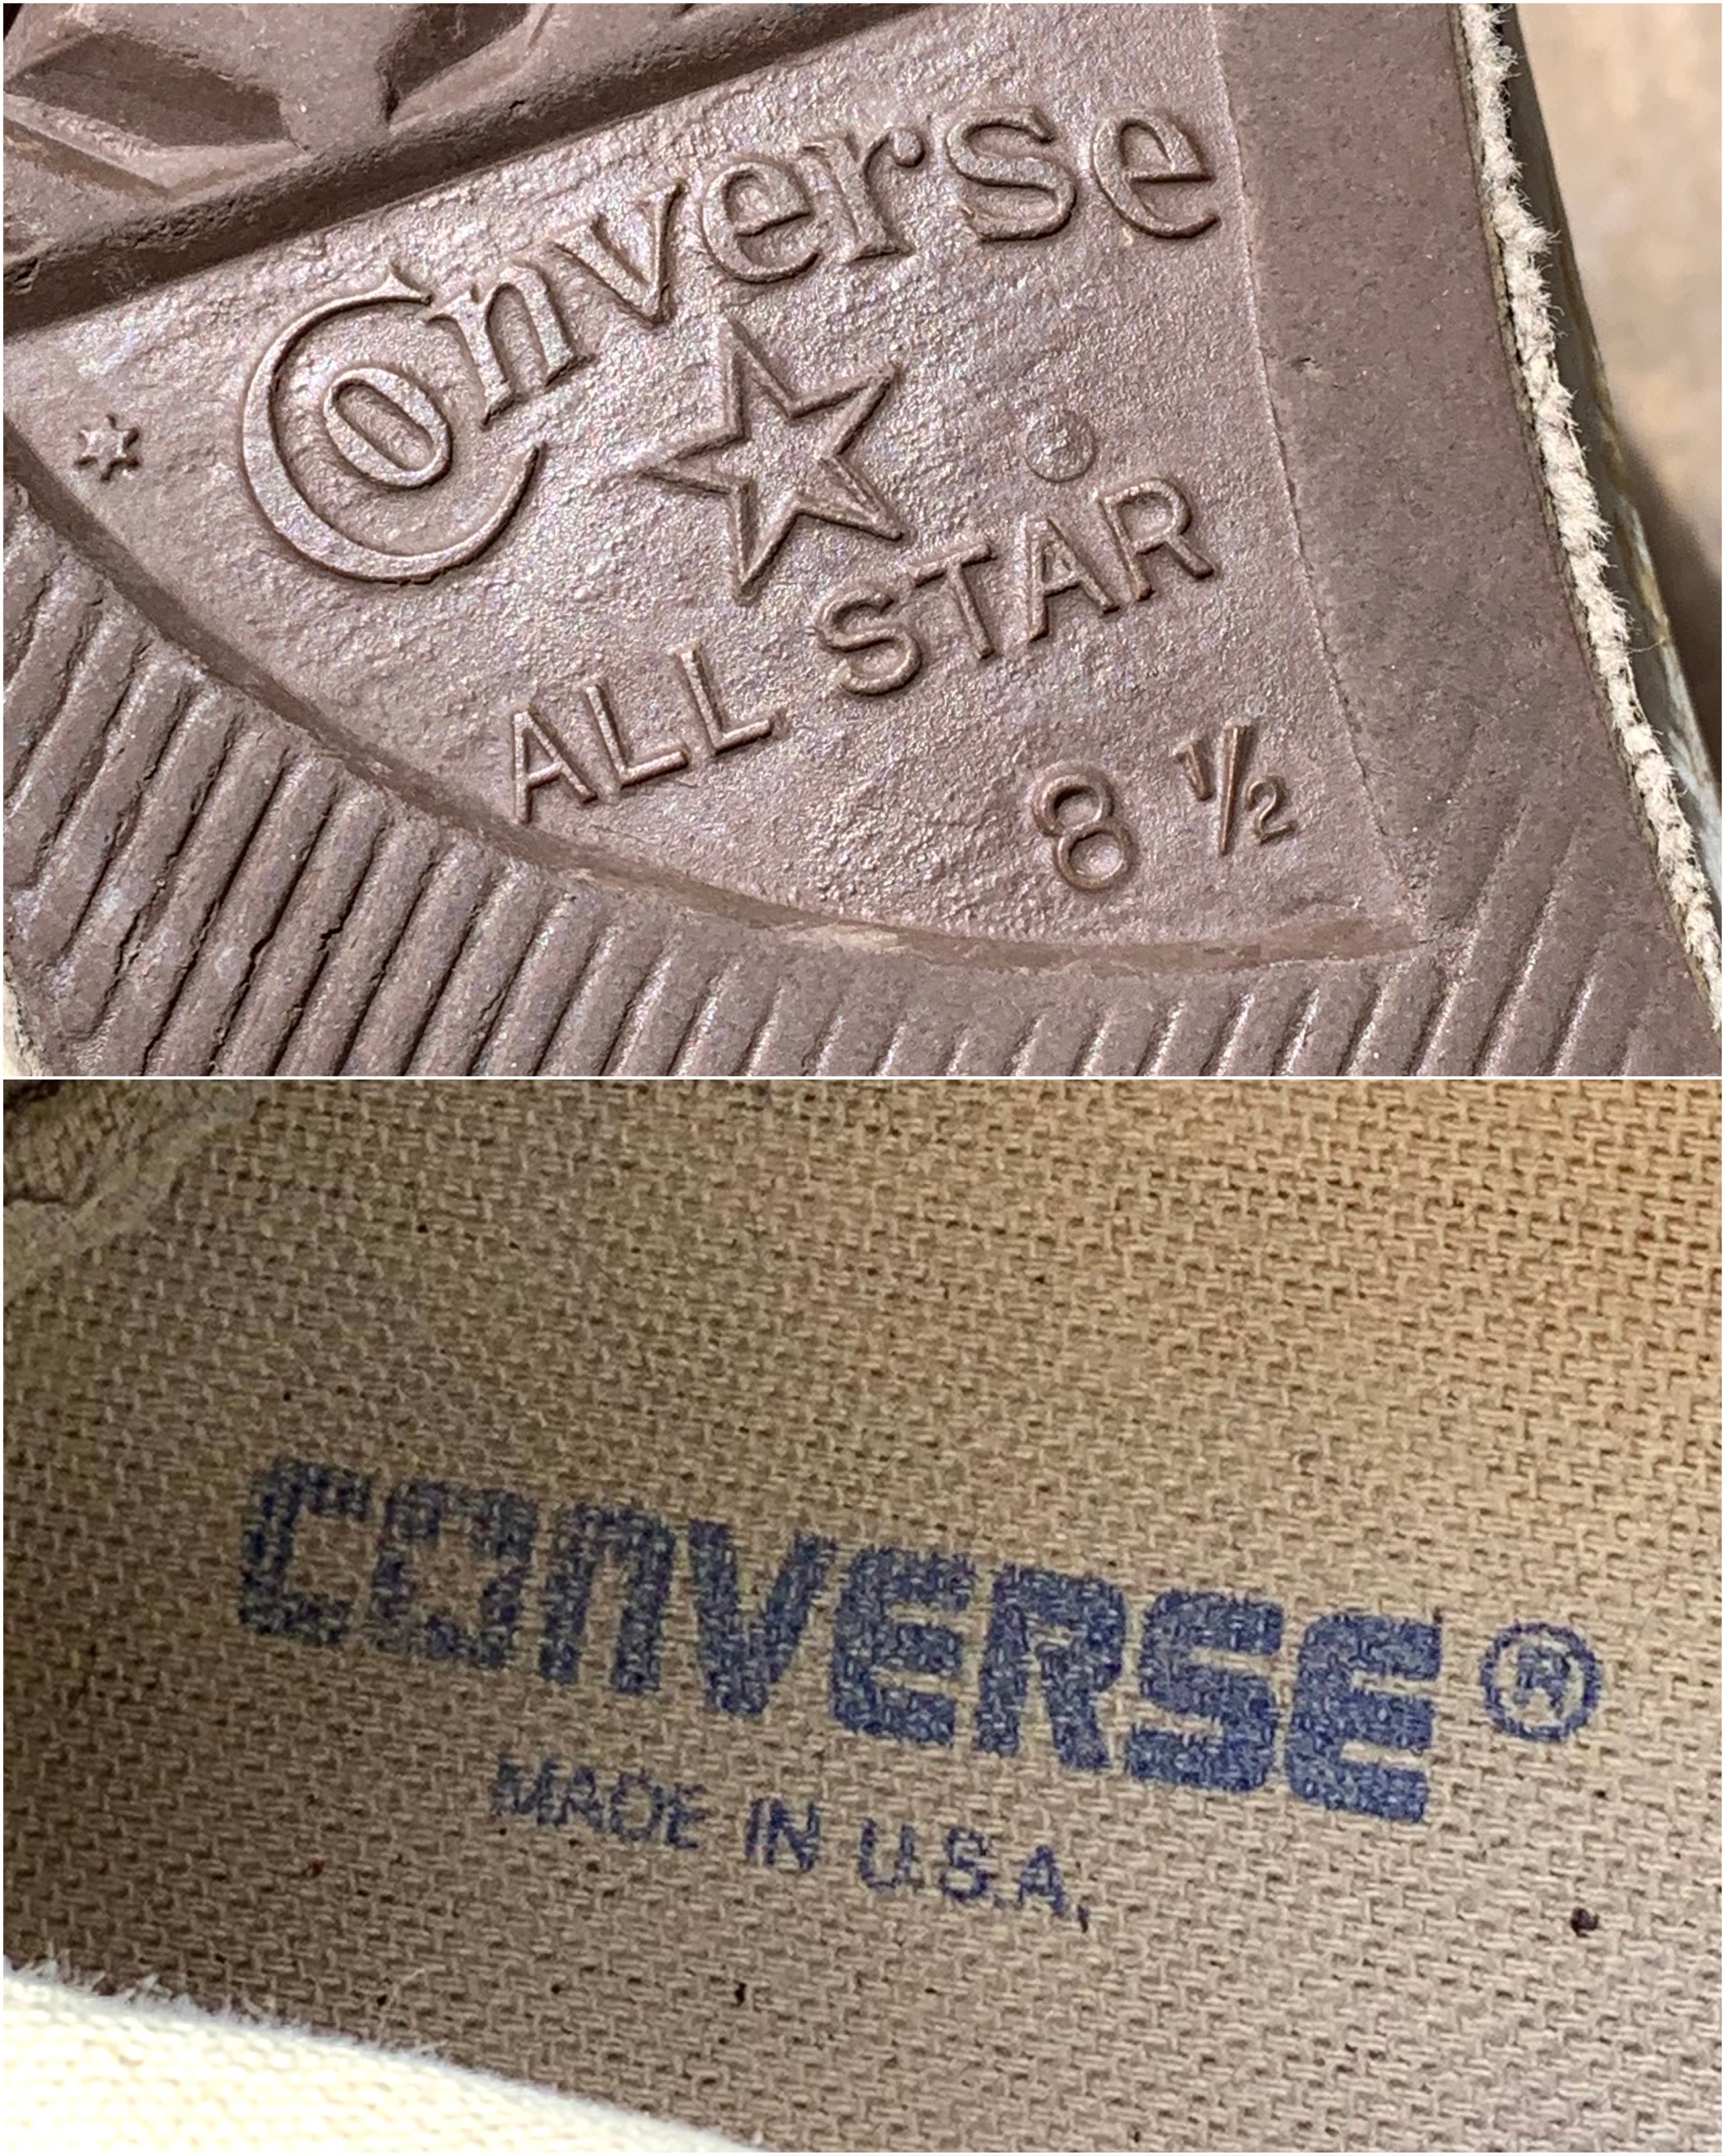 Converse
ALL STAR
8 ½
CONVERSE®
MADE IN U.S.A.